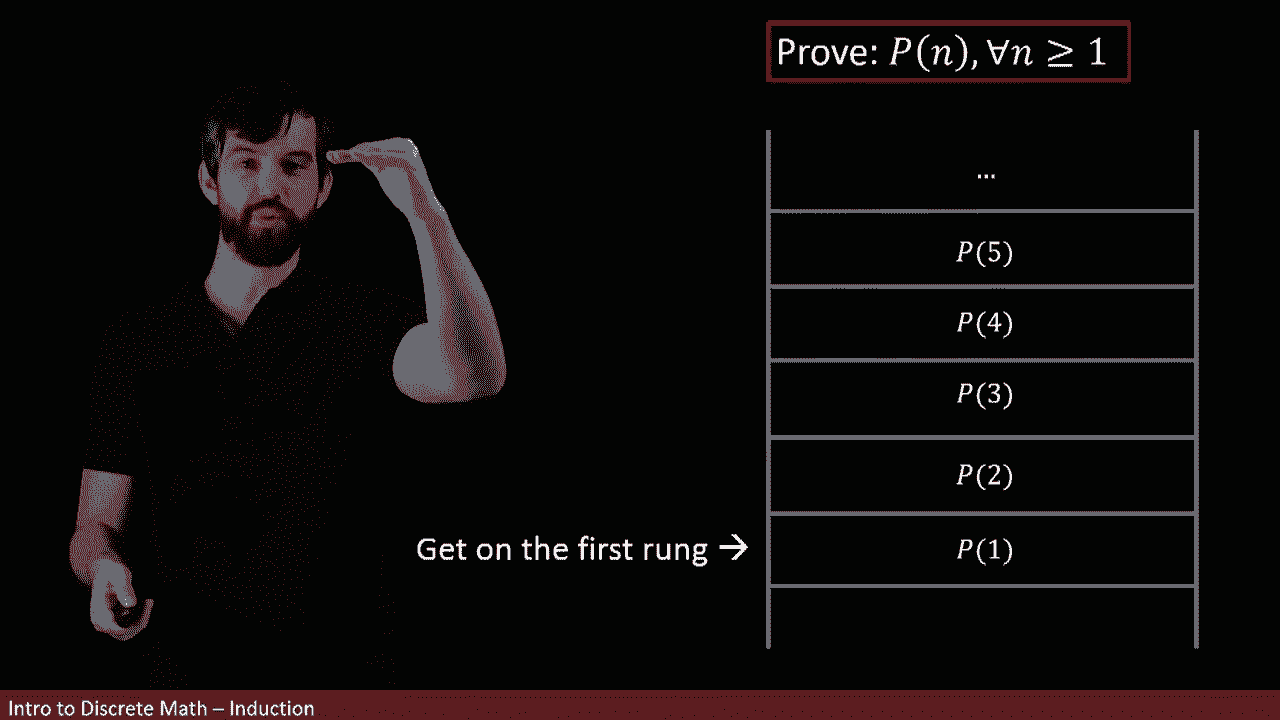 Prove: P(n), ∀n ≥ 1
...
P(5)
P(4)
P(3)
P(2)
Get on the first rung → P(1)
Intro to Discrete Math – Induction